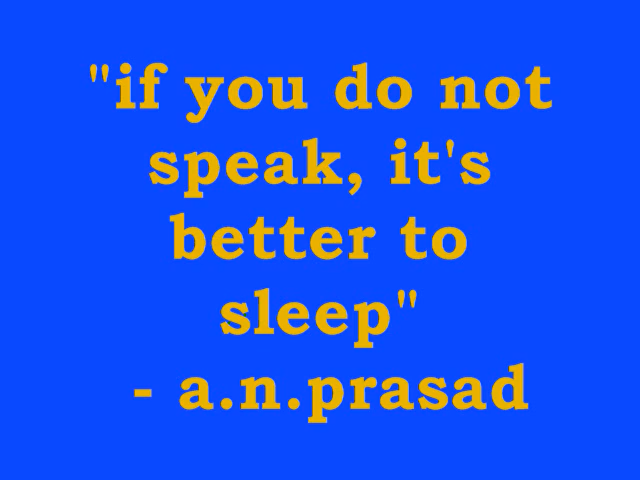 "if you do not
speak, it's
better to
sleep"
- a.n.prasad